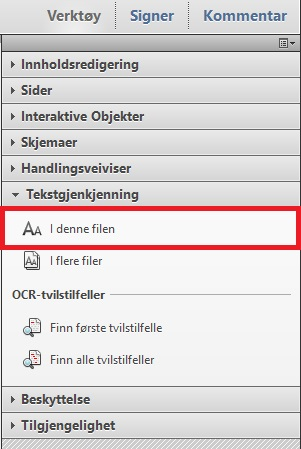 Verktøy Signer Kommentar
Innholdsredigering
Sider
Interaktive Objekter
Skjemaer
Handlingsveiviser
Tekstgjenkjenning
I denne filen
I flere filer
OCR-tvilstilfeller
Finn første tvilstilfelle
Finn alle tvilstilfeller
Beskyttelse
Tilgjengelighet